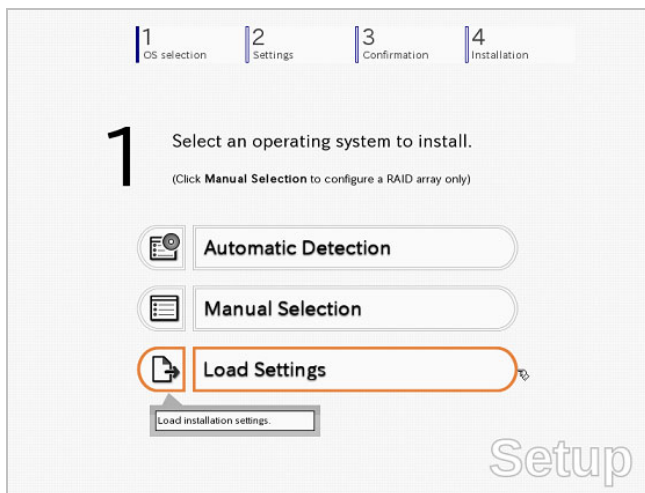 1
OS selection
2
Settings
3
Confirmation
4
Installation
1
Select an operating system to install.
(Click Manual Selection to configure a RAID array only)
Automatic Detection
Manual Selection
Load Settings
Load installation settings.
Setup